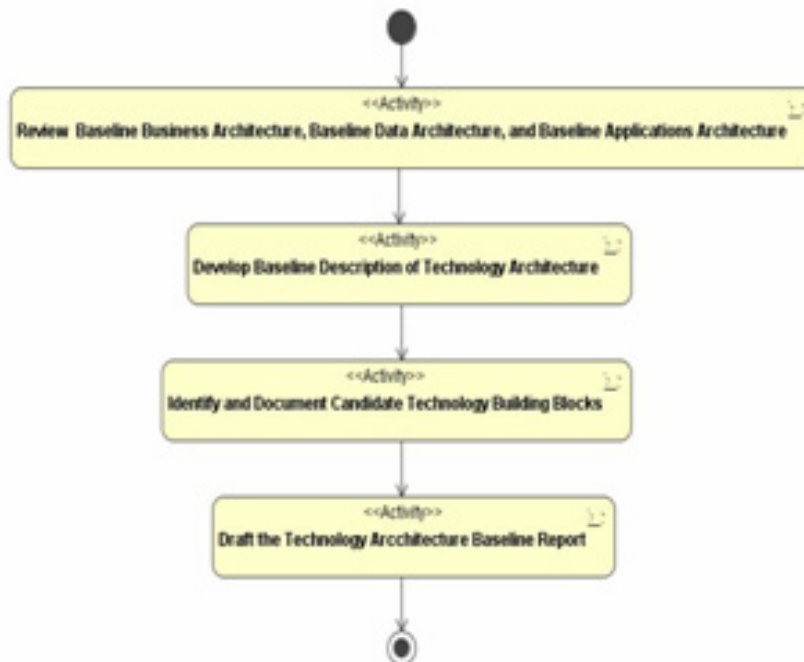 <<Activity>>
Review Baseline Business Architecture, Baseline Data Architecture, and Baseline Applications Architecture
<<Activity>>
Develop Baseline Description of Technology Architecture
<<Activity>>
Identify and Document Candidate Technology Building Blocks
<<Activity>>
Draft the Technology Arcchitecture Baseline Report